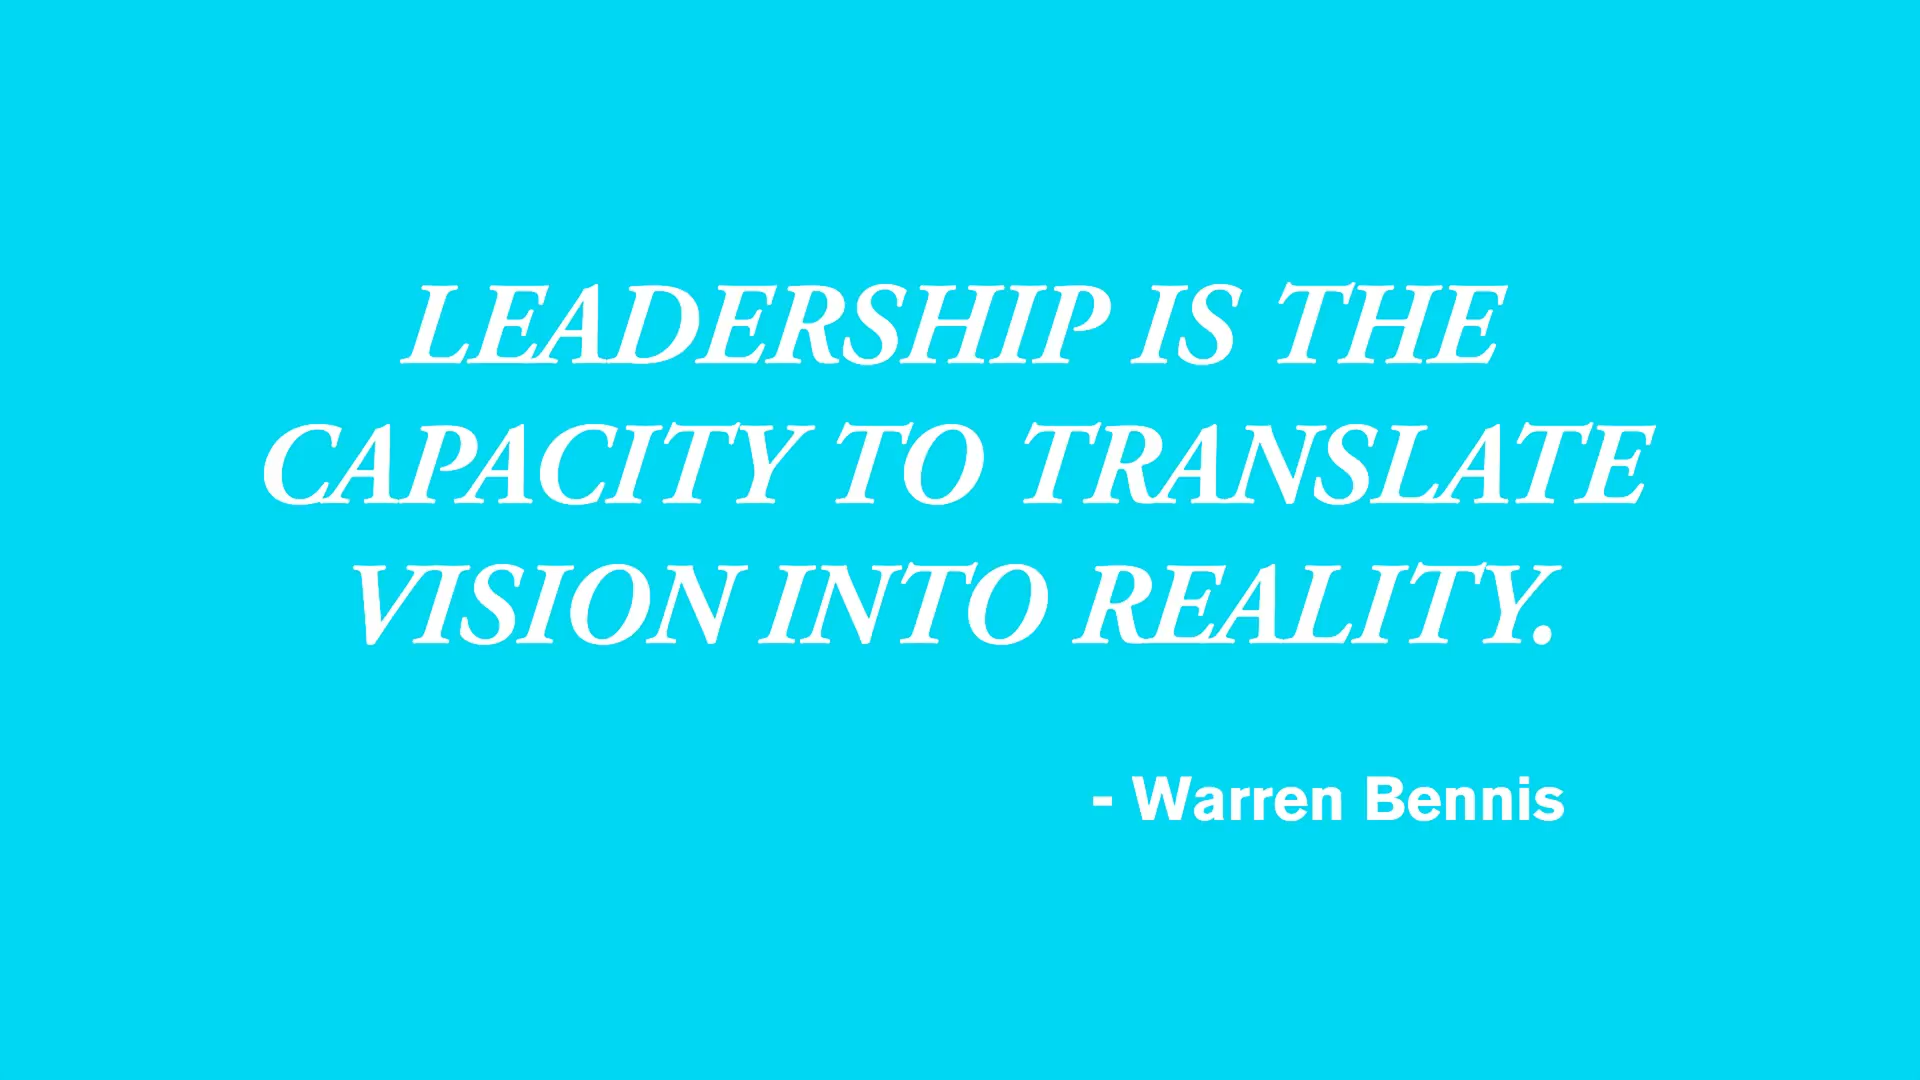 LEADERSHIP IS THE
CAPACITY TO TRANSLATE
VISION INTO REALITY.
- Warren Bennis